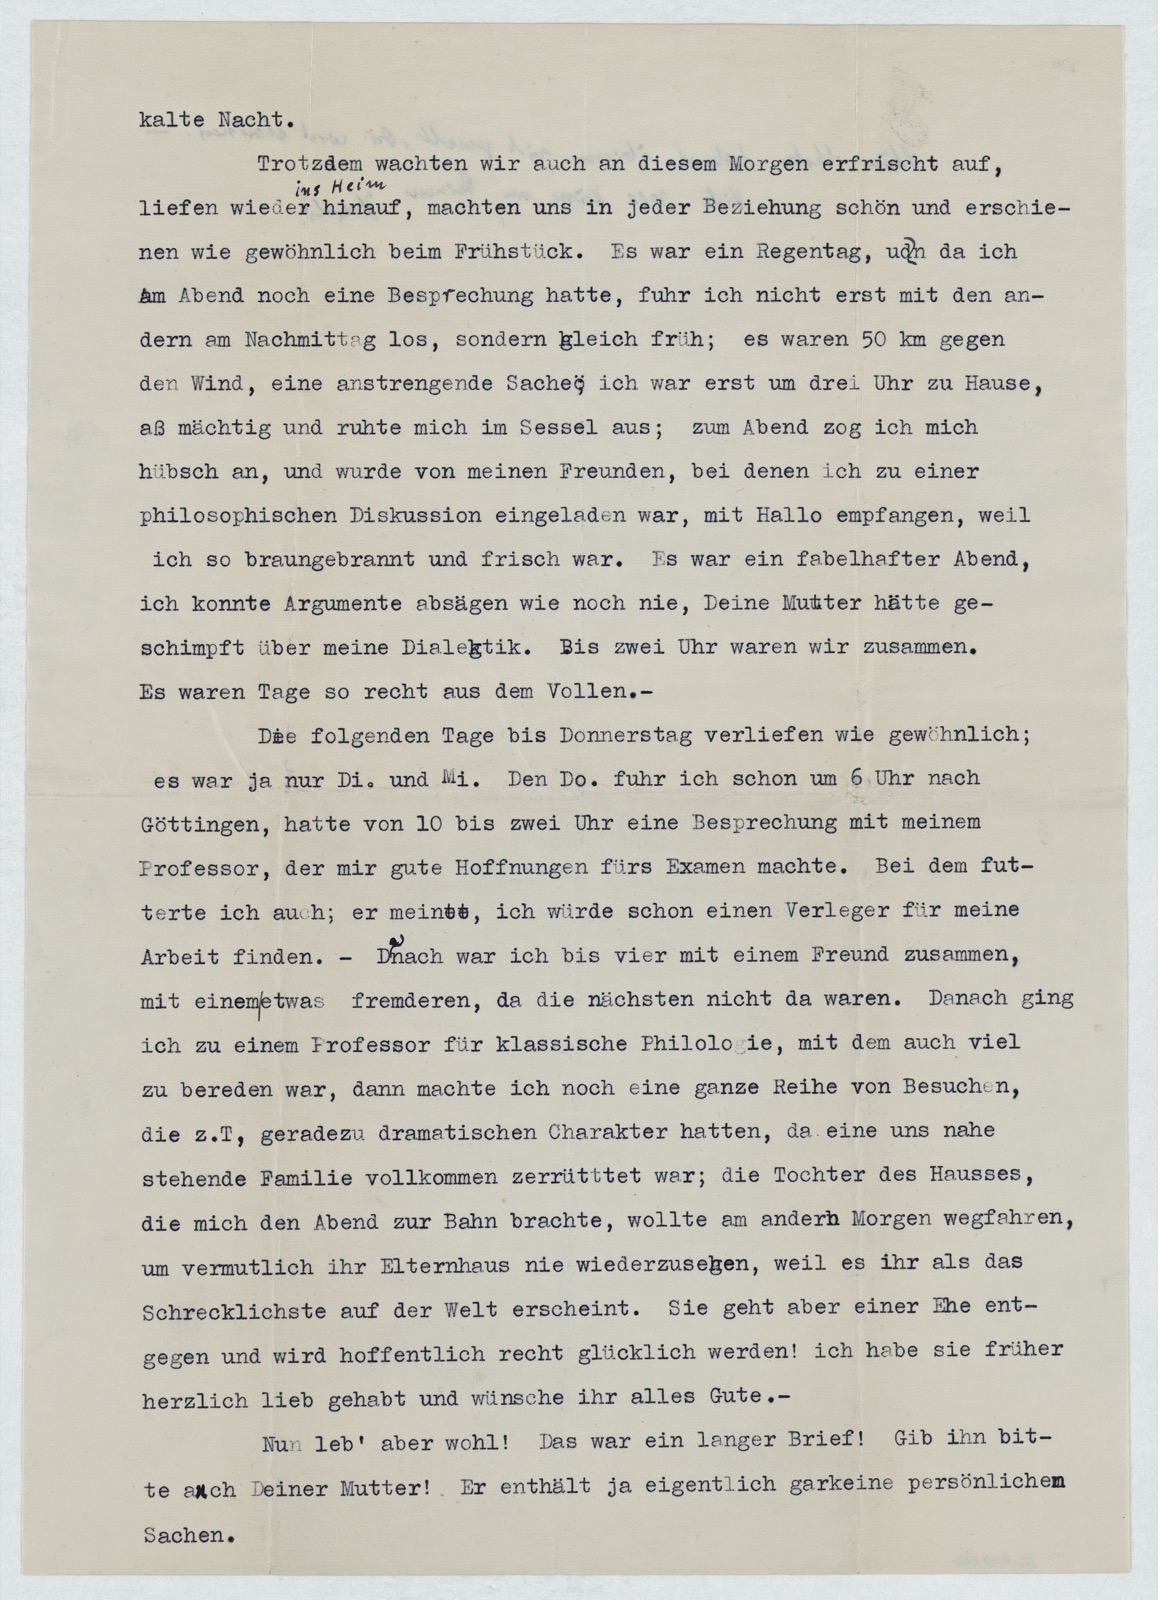 kalte Nacht.
Trotzdem wachten wir auch an diesem Morgen erfrischt auf,
ins Heim
liefen wieder hinauf, machten uns in jeder Beziehung schön und erschie-
nen wie gewöhnlich beim Frühstück. Es war ein Regentag, udn da ich
Am Abend noch eine Besprechung hatte, fuhr ich nicht erst mit den an-
dern am Nachmittag los, sondern gleich früh; es waren 50 km gegen
den Wind, eine anstrengende Sache; ich war erst um drei Uhr zu Hause,
aß mächtig und ruhte mich im Sessel aus; zum Abend zog ich mich
hübsch an, und wurde von meinen Freunden, bei denen ich zu einer
philosophischen Diskussion eingeladen war, mit Hallo empfangen, weil
ich so braungebrannt und frisch war. Es war ein fabelhafter Abend,
ich konnte Argumente absägen wie noch nie, Deine Mutter hätte ge-
schimpft über meine Dialektik. Bis zwei Uhr waren wir zusammen.
Es waren Tage so recht aus dem Vollen.-
Die folgenden Tage bis Donnerstag verliefen wie gewöhnlich;
es war ja nur Di. und Mi. Den Do. fuhr ich schon um 6 Uhr nach
Göttingen, hatte von 10 bis zwei Uhr eine Besprechung mit meinem
Professor, der mir gute Hoffnungen fürs Examen machte. Bei dem fut-
terte ich auch; er meinte, ich würde schon einen Verleger für meine
Arbeit finden. - Danach war ich bis vier mit einem Freund zusammen,
mit einem/etwas fremderen, da die nächsten nicht da waren. Danach ging
ich zu einem Professor für klassische Philologie, mit dem auch viel
zu bereden war, dann machte ich noch eine ganze Reihe von Besuchen,
die z.T, geradezu dramatischen Charakter hatten, da eine uns nahe
stehende Familie vollkommen zerrütttet war; die Tochter des Hausses,
die mich den Abend zur Bahn brachte, wollte am andern Morgen wegfahren,
um vermutlich ihr Elternhaus nie wiederzusehen, weil es ihr als das
Schrecklichste auf der Welt erscheint. Sie geht aber einer Ehe ent-
gegen und wird hoffentlich recht glücklich werden! ich habe sie früher
herzlich lieb gehabt und wünsche ihr alles Gute.-
Nun leb' aber wohl! Das war ein langer Brief! Gib ihn bit-
te auch Deiner Mutter! Er enthält ja eigentlich garkeine persönlichen
Sachen.